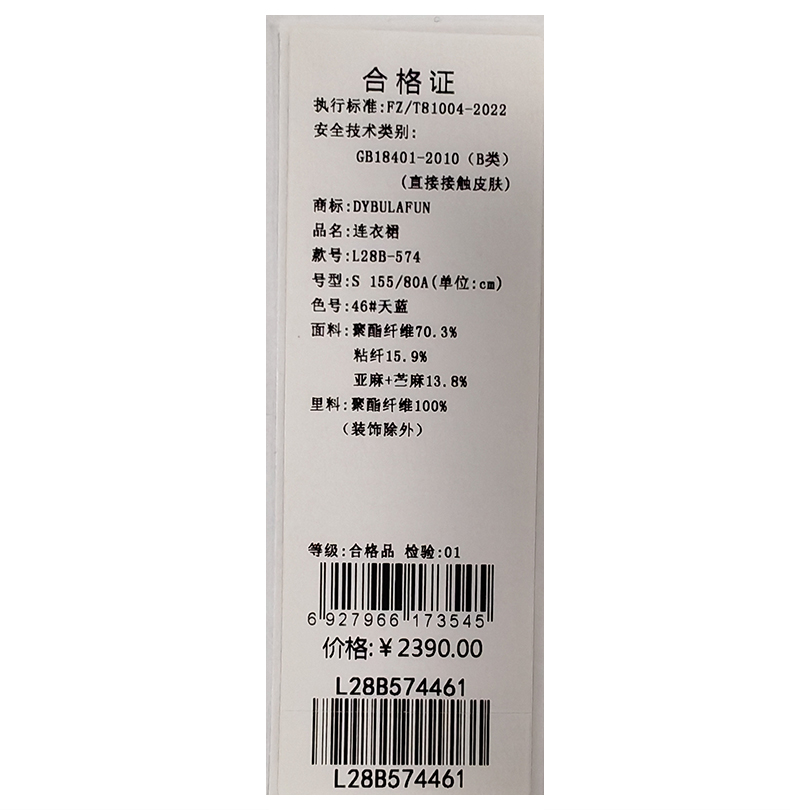 合格证
执行标准:FZ/T81004-2022
安全技术类别:
GB18401-2010（B类）
(直接接触皮肤)
商标:DYBULAFUN
品名:连衣裙
款号:L28B-574
号型:S 155/80A(单位:cm)
色号:46#天蓝
面料:聚酯纤维70.3%
粘纤15.9%
亚麻+苎麻13.8%
里料:聚酯纤维100%
（装饰除外）
等级:合格品 检验:01
6 927966 173545
价格:￥2390.00
L28B574461
L28B574461